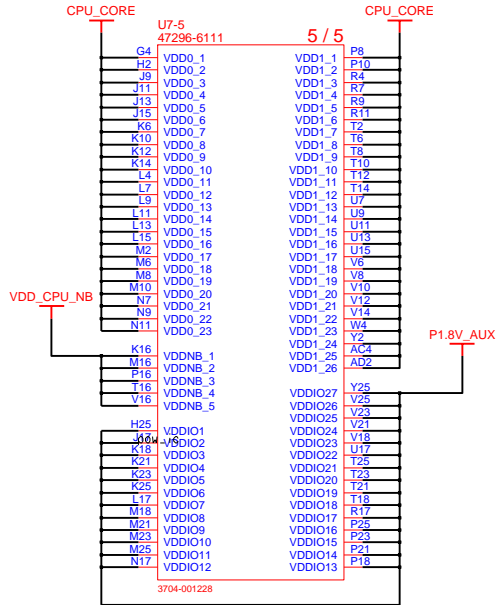 CPU_CORE CPU_CORE
U7-5
47296-6111 5 / 5
G4 VDD0_1 VDD1_1 P8
H2 VDD0_2 VDD1_2 P10
J9 VDD0_3 VDD1_3 R4
J11 VDD0_4 VDD1_4 R7
J13 VDD0_5 VDD1_5 R9
J15 VDD0_6 VDD1_6 R11
K6 VDD0_7 VDD1_7 T2
K10 VDD0_8 VDD1_8 T6
K12 VDD0_9 VDD1_9 T8
K14 VDD0_10 VDD1_10 T10
L4 VDD0_11 VDD1_11 T12
L7 VDD0_12 VDD1_12 T14
L9 VDD0_13 VDD1_13 U7
L11 VDD0_14 VDD1_14 U9
L13 VDD0_15 VDD1_15 U11
L15 VDD0_16 VDD1_16 U13
M2 VDD0_17 VDD1_17 U15
M6 VDD0_18 VDD1_18 V6
M8 VDD0_19 VDD1_19 V8
M10 VDD0_20 VDD1_20 V10
N7 VDD0_21 VDD1_21 V12
N9 VDD0_22 VDD1_22 V14
N11 VDD0_23 VDD1_23 W4
VDD1_24 Y2
VDD_CPU_NB
K16 VDDNB_1 VDD1_25 AC4
M16 VDDNB_2 VDD1_26 AD2
P16 VDDNB_3
T16 VDDNB_4 VDDIO27 Y25
V16 VDDNB_5 VDDIO26 V25
P1.8V_AUX
VDDIO25 V23
H25 VDDIO1 VDDIO24 V21
J17 VDDIO2 VDDIO23 V18
K18 VDDIO3 VDDIO22 U17
K21 VDDIO4 VDDIO21 T25
K23 VDDIO5 VDDIO20 T23
K25 VDDIO6 VDDIO19 T21
L17 VDDIO7 VDDIO18 T18
M18 VDDIO8 VDDIO17 R17
M21 VDDIO9 VDDIO16 P25
M23 VDDIO10 VDDIO15 P23
M25 VDDIO11 VDDIO14 P21
N17 VDDIO12 VDDIO13 P18
3704-001228